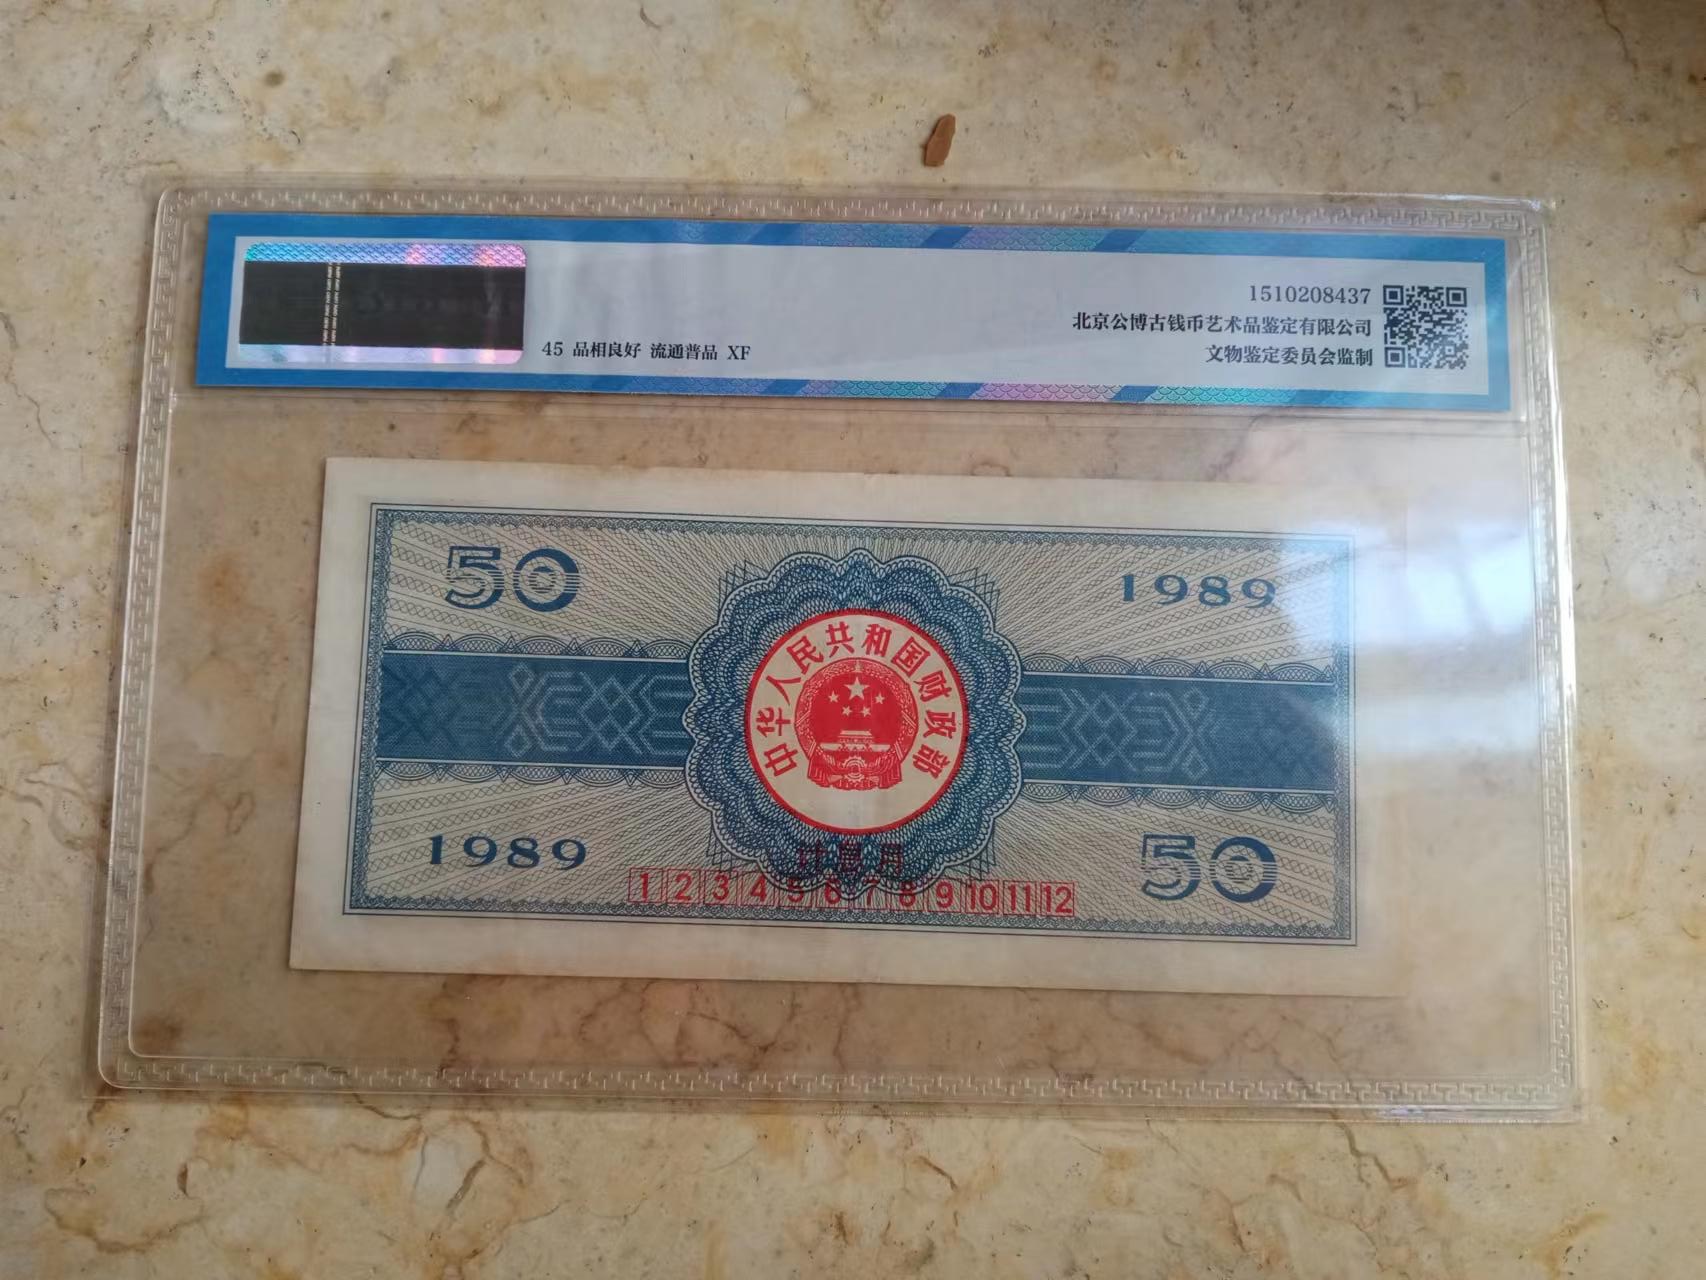 1510208437
北京公博古钱币艺术品鉴定有限公司
45 品相良好 流通普品 XF
文物鉴定委员会监制
50
1989
中华人民共和国财政部
1989
50
计息月
1 2 3 4 5 6 7 8 9 10 11 12